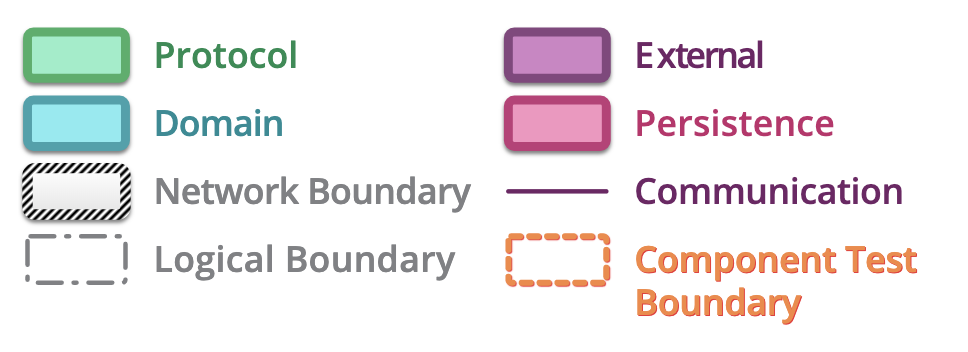 Protocol
Domain
Network Boundary
Logical Boundary
External
Persistence
Communication
Component Test
Boundary